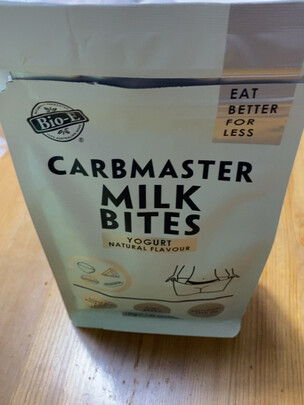 Bio-E
®
EAT
BETTER
FOR
LESS
CARBMASTER
MILK
BITES
YOGURT
NATURAL FLAVOUR